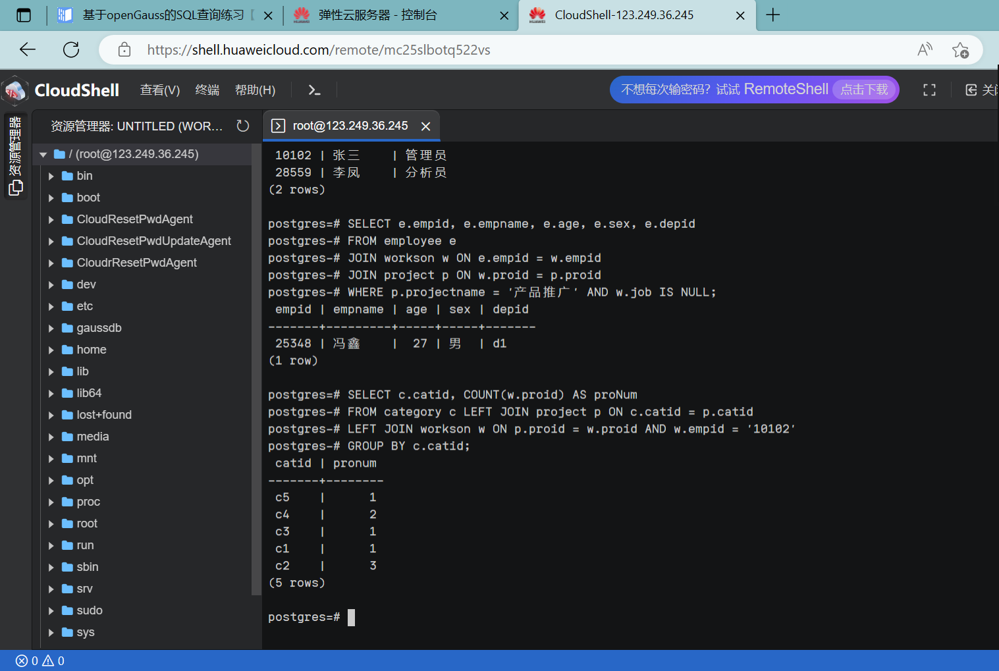 基于openGauss的SQL查询练习
弹性云服务器 - 控制台
CloudShell-123.249.36.245
https://shell.huaweicloud.com/remote/mc25slbotq522vs
CloudShell
查看(V)
终端
帮助(H)
不想每次输密码？试试 RemoteShell 点击下载
资源管理器
资源管理器: UNTITLED (WOR...
root@123.249.36.245
/ (root@123.249.36.245)
bin
boot
CloudResetPwdAgent
CloudResetPwdUpdateAgent
CloudrResetPwdAgent
dev
etc
gaussdb
home
lib
lib64
lost+found
media
mnt
opt
proc
root
run
sbin
srv
sudo
sys
10102 | 张三 | 管理员
28559 | 李凤 | 分析员
(2 rows)
postgres=# SELECT e.empid, e.empname, e.age, e.sex, e.depid
postgres-# FROM employee e
postgres-# JOIN workson w ON e.empid = w.empid
postgres-# JOIN project p ON w.proid = p.proid
postgres-# WHERE p.projectname = '产品推广' AND w.job IS NULL;
empid | empname | age | sex | depid
-------+---------+-----+-----+-------
25348 | 冯鑫 | 27 | 男 | d1
(1 row)
postgres=# SELECT c.catid, COUNT(w.proid) AS proNum
postgres-# FROM category c LEFT JOIN project p ON c.catid = p.catid
postgres-# LEFT JOIN workson w ON p.proid = w.proid AND w.empid = '10102'
postgres-# GROUP BY c.catid;
catid | pronum
-------+--------
c5 | 1
c4 | 2
c3 | 1
c1 | 1
c2 | 3
(5 rows)
postgres=#
0 0